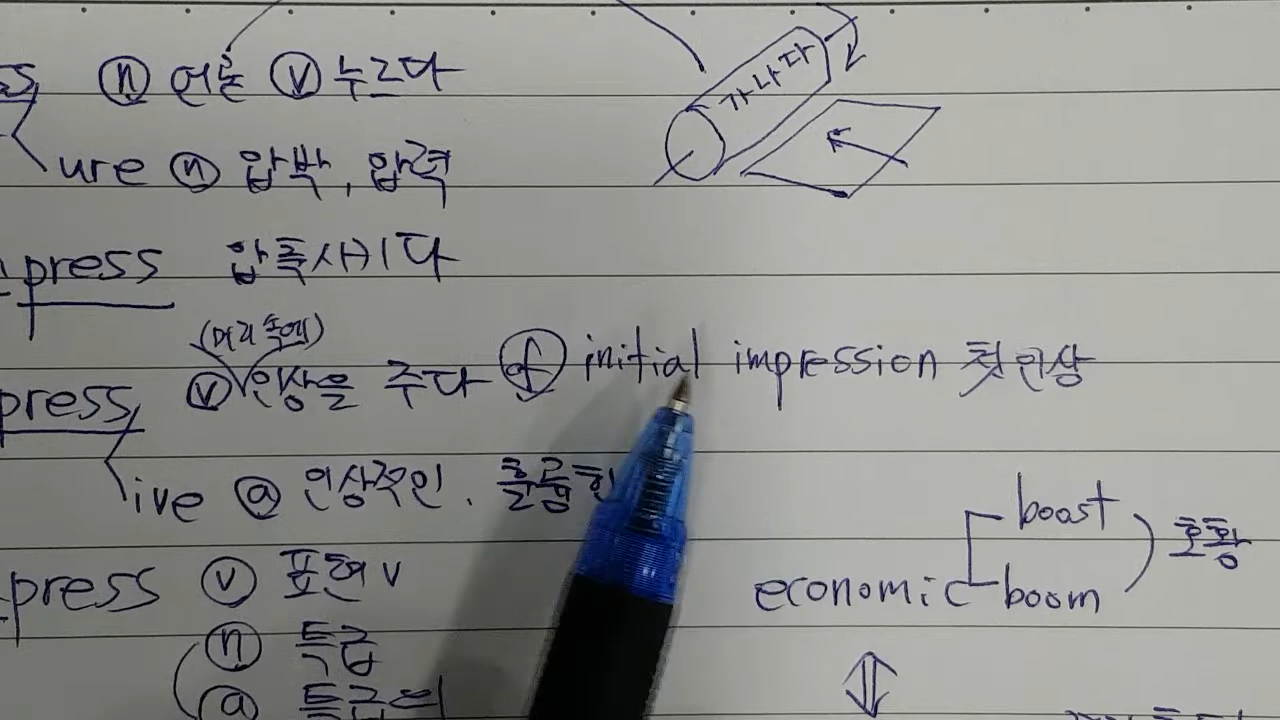 ⓝ 언론 ⓥ 누르다
가나다
ure ⓝ 압박, 압력
press 압축시키다
(머리 속에)
press ⓥ 인상을 주다 ⓕ initial impression 첫인상
ive ⓐ 인상적인. 훌륭한
boost
호황
economic boom
press ⓥ 표현v
ⓝ 특급
ⓐ 특급의